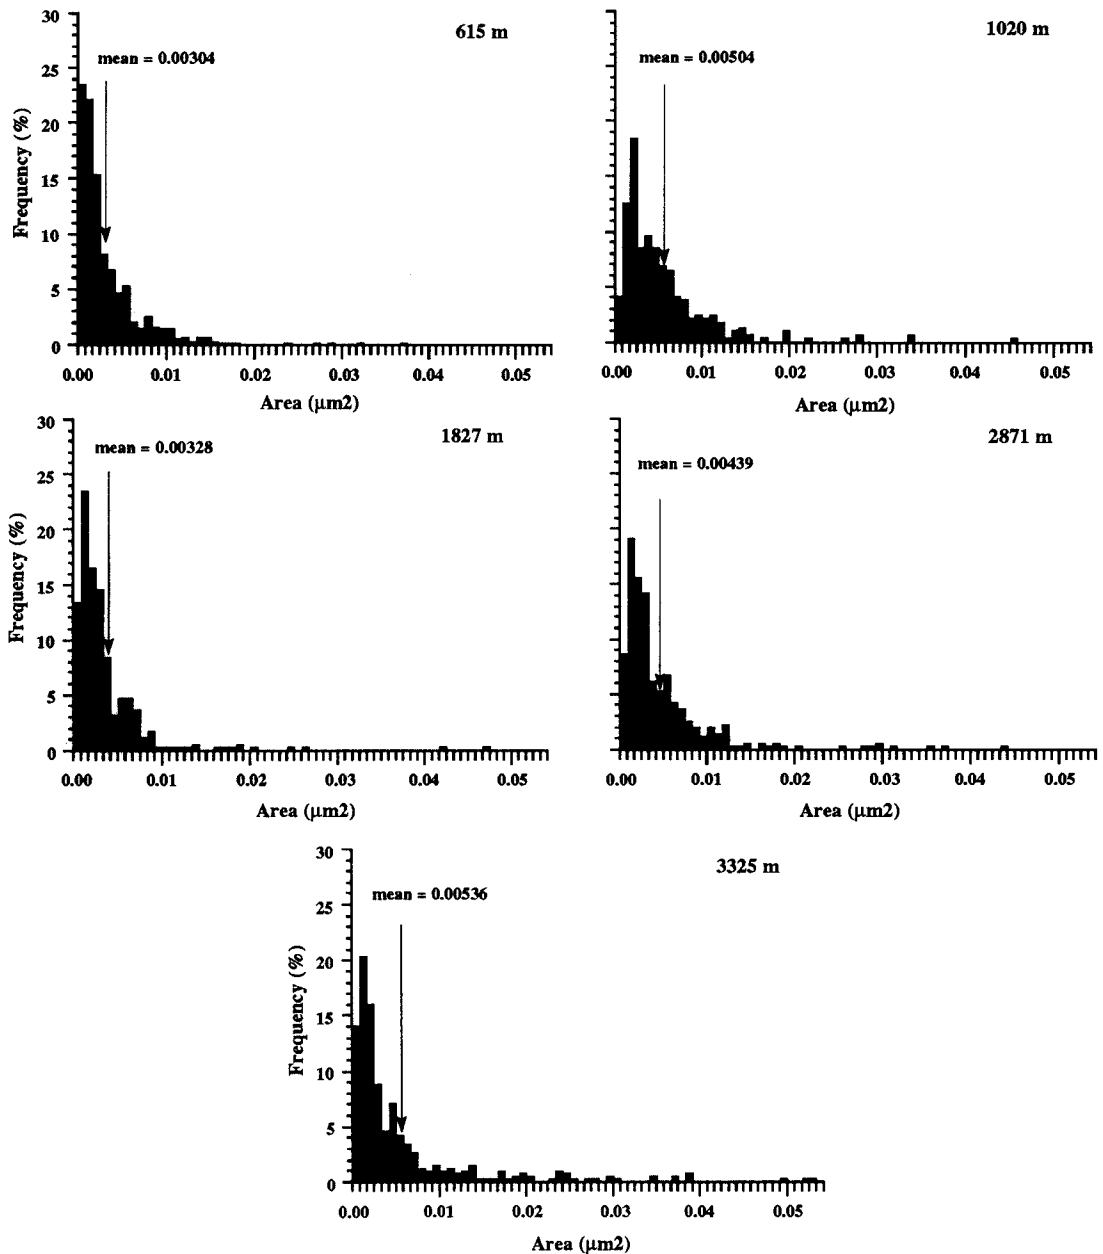 615 m
mean = 0.00304
Frequency (%)
30
25
20
15
10
5
0
0.00 0.01 0.02 0.03 0.04 0.05
Area (μm2)
1020 m
mean = 0.00504
0.00 0.01 0.02 0.03 0.04 0.05
Area (μm2)
1827 m
mean = 0.00328
Frequency (%)
30
25
20
15
10
5
0
0.00 0.01 0.02 0.03 0.04 0.05
Area (μm2)
2871 m
mean = 0.00439
0.00 0.01 0.02 0.03 0.04 0.05
Area (μm2)
3325 m
mean = 0.00536
Frequency (%)
30
25
20
15
10
5
0
0.00 0.01 0.02 0.03 0.04 0.05
Area (μm2)